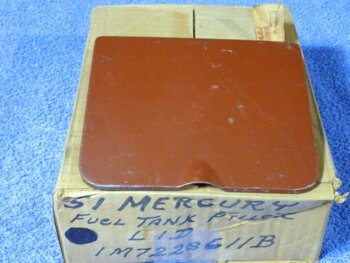 51 MERCURY
FUEL TANK FILLER
LID
1M7228611B